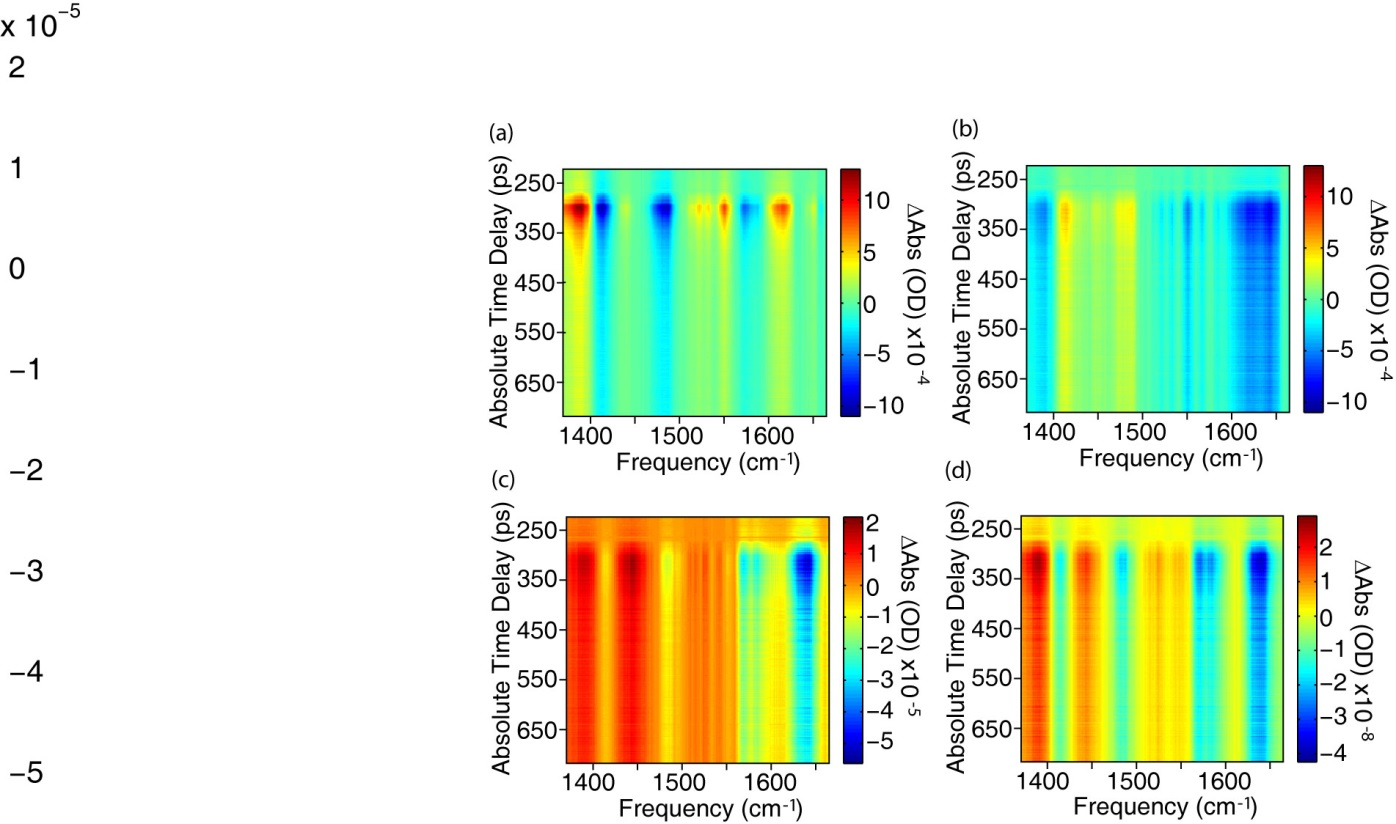 x 10⁻⁵
2
1
0
−1
−2
−3
−4
−5
(a)
Absolute Time Delay (ps)
250
350
450
550
650
1400 1500 1600
Frequency (cm-1)
10
5
0
−5
−10
ΔAbs (OD) x10-4
(b)
Absolute Time Delay (ps)
250
350
450
550
650
1400 1500 1600
Frequency (cm-1)
10
5
0
−5
−10
ΔAbs (OD) x10-4
(c)
Absolute Time Delay (ps)
250
350
450
550
650
1400 1500 1600
Frequency (cm-1)
2
1
0
−1
−2
−3
−4
−5
ΔAbs (OD) x10-5
(d)
Absolute Time Delay (ps)
250
350
450
550
650
1400 1500 1600
Frequency (cm-1)
2
1
0
−1
−2
−3
−4
ΔAbs (OD) x10-8